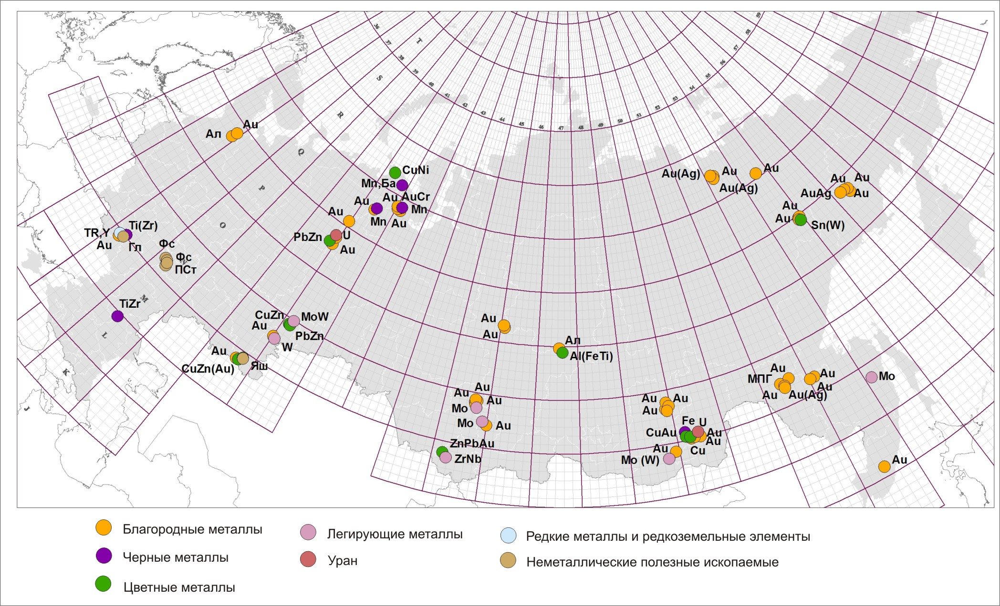 36
37
38
39
40
41
42
43
44
45
46
47
48
49
50
51
52
53
54
55
56
57
58
59
T
S
R
Q
P
O
M
L
K
J
Ал
Au
CuNi
Mn,Ба
Au
Au
AuCr
Mn
Mn
Au
Au
PbZn
U
Au
Au(Ag)
Au
Au(Ag)
Au
Au
Au
AuAg
Au
Au
Au
Sn(W)
TR,Y
Ti(Zr)
Au
Гл
Фс
Фс
ПСт
TiZr
CuZn
MoW
Au
PbZn
W
Au
CuZn(Au)
Яш
Au
Au
Ал
Al(FeTi)
Au
Au
Au
Mo
Mo
Au
ZnPbAu
ZrNb
Au
Au
Au
Fe
U
CuAu
Au
Au
Cu
Au
Mo (W)
Au
МПГ
Au
Au
Au
Au(Ag)
Mo
Au
Благородные металлы
Черные металлы
Цветные металлы
Легирующие металлы
Уран
Редкие металлы и редкоземельные элементы
Неметаллические полезные ископаемые